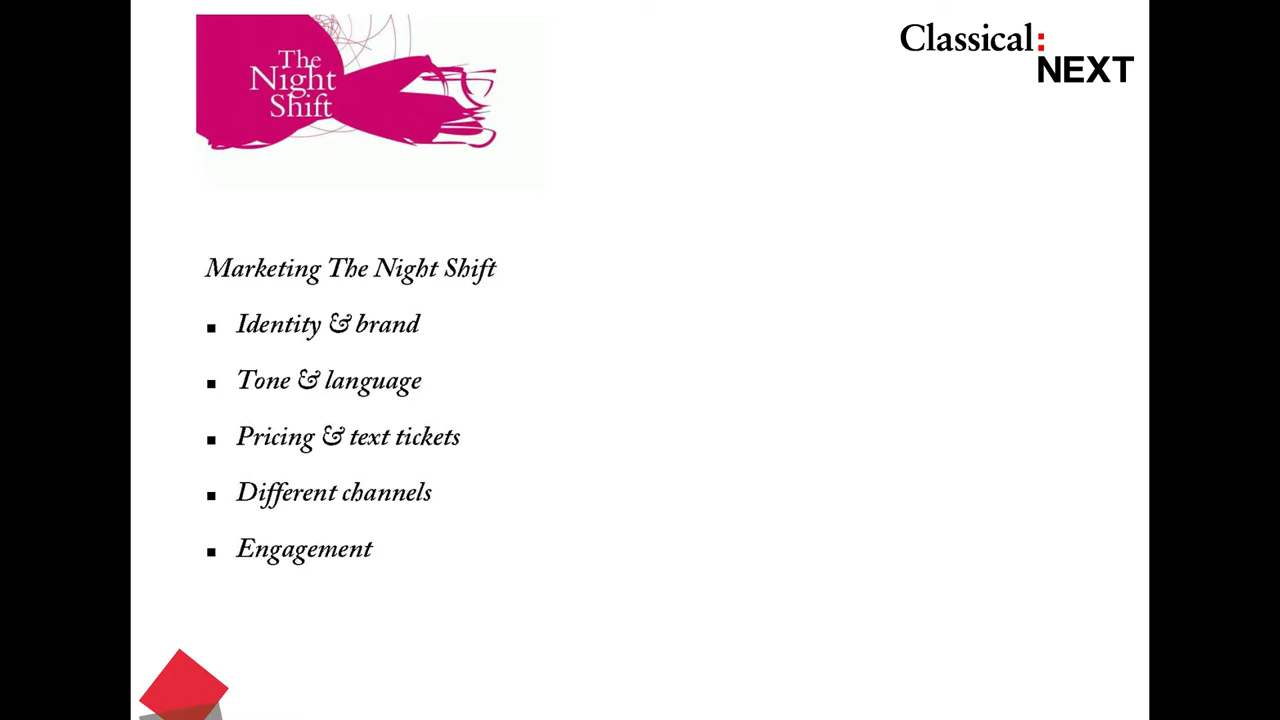 The
Night
Shift
Classical:
NEXT
Marketing The Night Shift
▪ Identity & brand
▪ Tone & language
▪ Pricing & text tickets
▪ Different channels
▪ Engagement